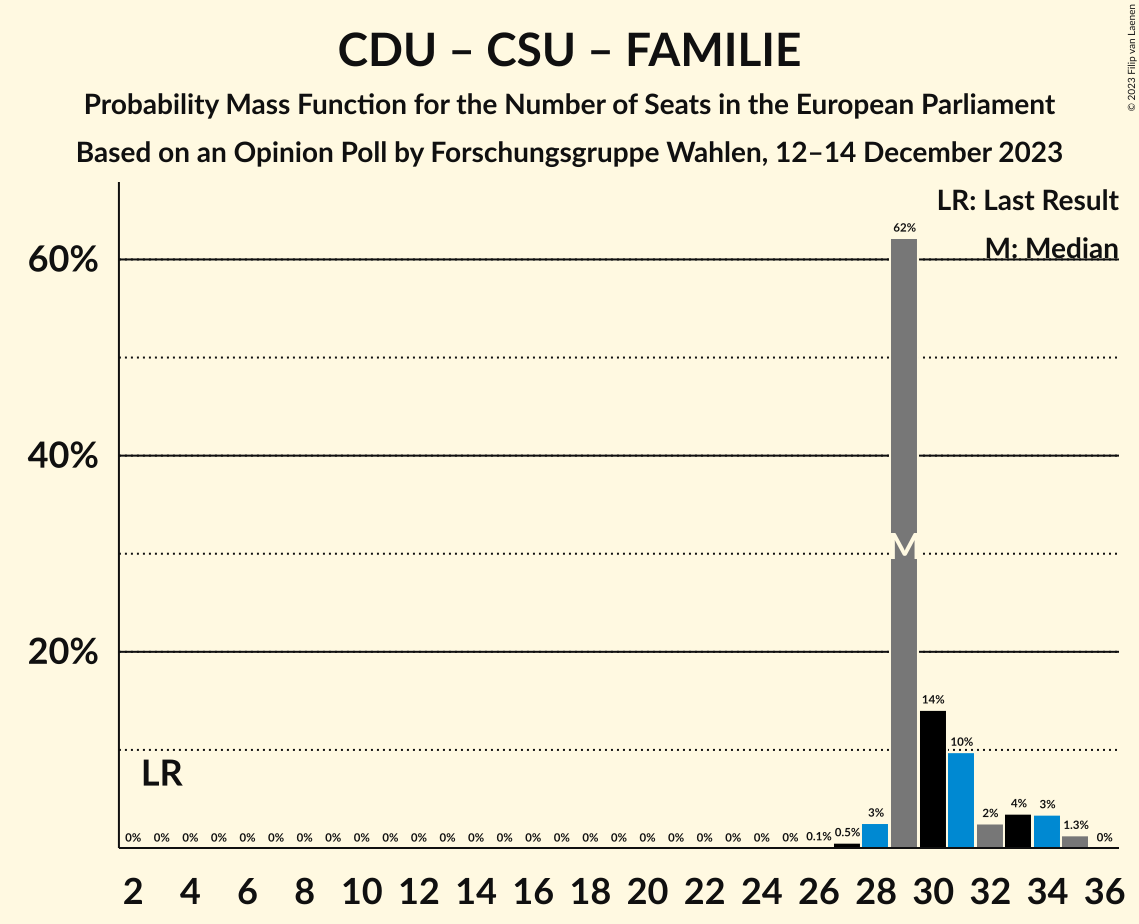 CDU – CSU – FAMILIE
Probability Mass Function for the Number of Seats in the European Parliament
Based on an Opinion Poll by Forschungsgruppe Wahlen, 12–14 December 2023
© 2023 Filip van Laenen
LR: Last Result
M: Median
60%
40%
20%
62%
M
14%
10%
LR
0% 0% 0% 0% 0% 0% 0% 0% 0% 0% 0% 0% 0% 0% 0% 0% 0% 0% 0% 0% 0% 0% 0% 0% 0.1% 0.5% 3% 2% 4% 3% 1.3% 0%
2 4 6 8 10 12 14 16 18 20 22 24 26 28 30 32 34 36